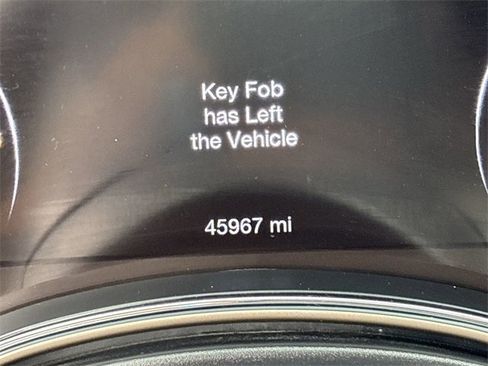 Key Fob
has Left
the Vehicle
45967 mi